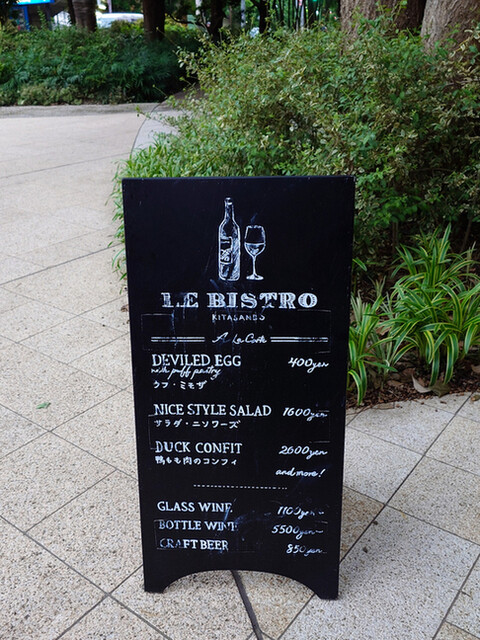 LE BISTRO
KITASANDO
A La Carte
DEVILED EGG 400yen
with puff pastry
ウフ・ミモザ
NICE STYLE SALAD 1600yen
サラダ・ニソワーズ
DUCK CONFIT 2600yen
鴨もも肉のコンフィ
and more!
GLASS WINE 1100yen
BOTTLE WINE 5500yen
CRAFT BEER 850yen